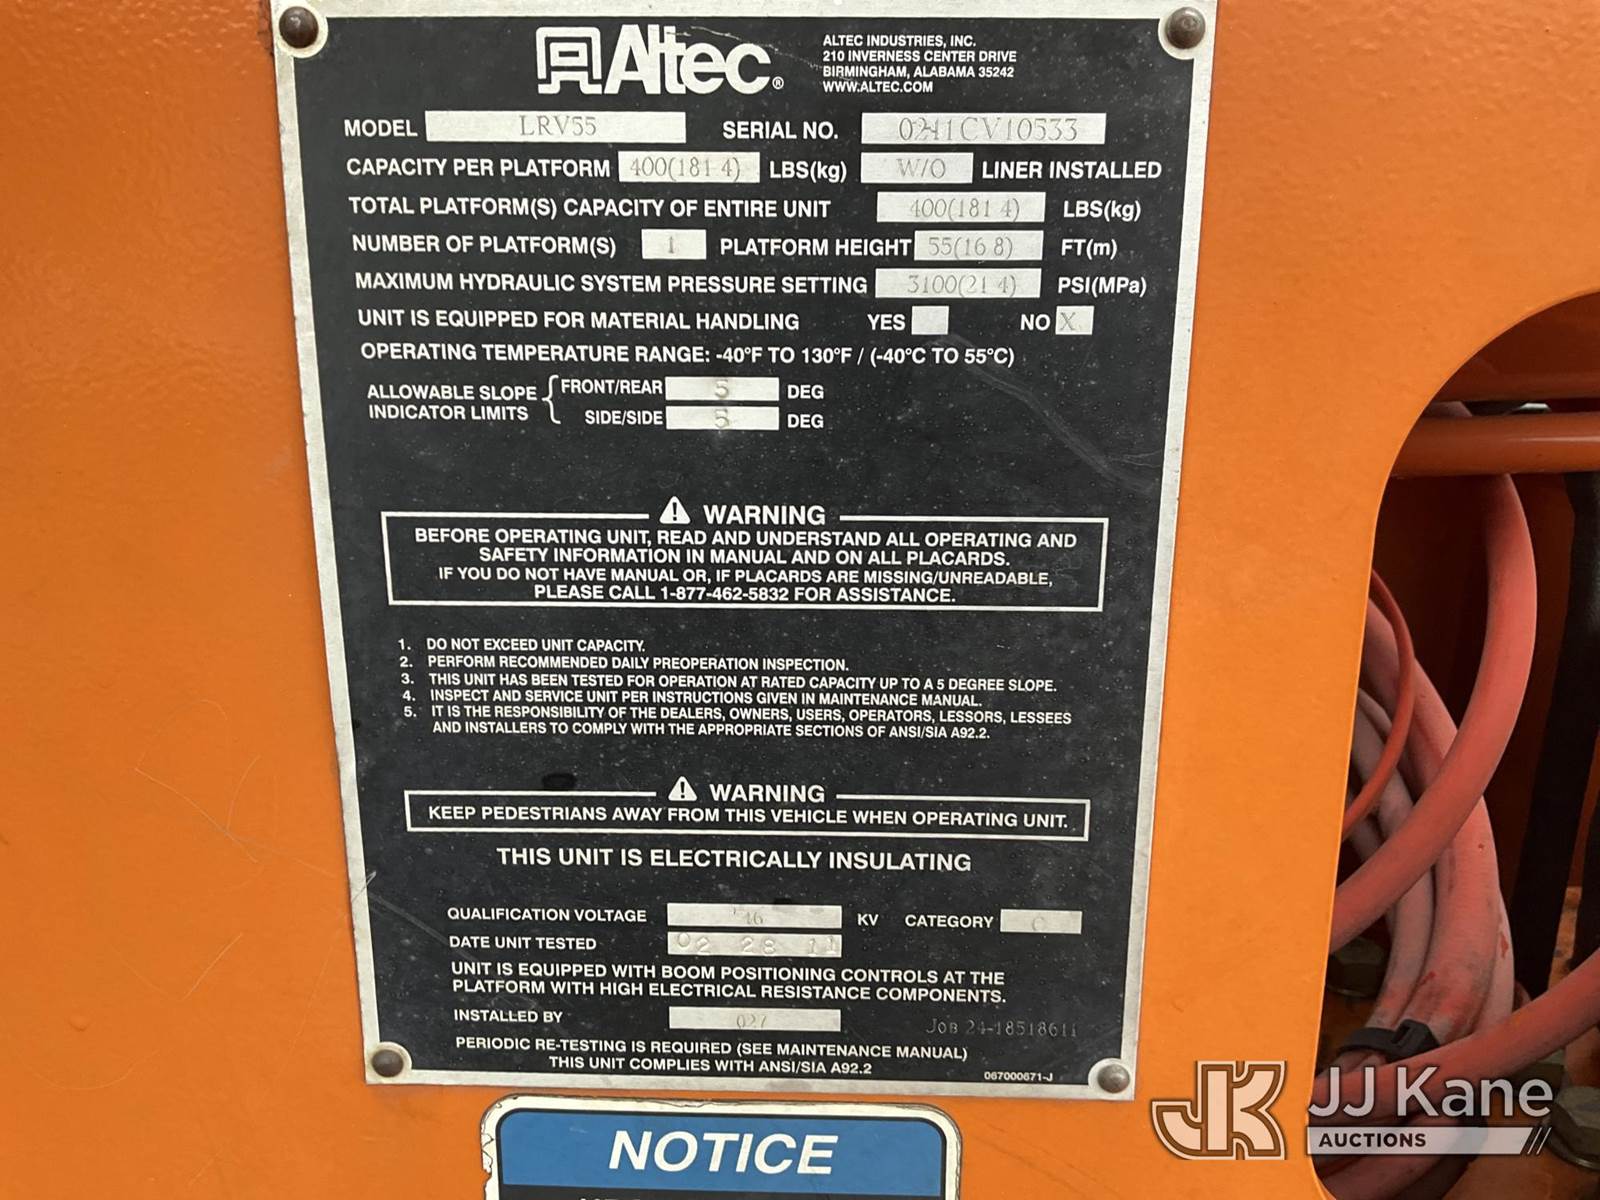 Altec®
ALTEC INDUSTRIES, INC.
210 INVERNESS CENTER DRIVE
BIRMINGHAM, ALABAMA 35242
WWW.ALTEC.COM
MODEL LRV55 SERIAL NO. 0241CV10533
CAPACITY PER PLATFORM 400(181 4) LBS(kg) W/O LINER INSTALLED
TOTAL PLATFORM(S) CAPACITY OF ENTIRE UNIT 400(181 4) LBS(kg)
NUMBER OF PLATFORM(S) 1 PLATFORM HEIGHT 55(16 8) FT(m)
MAXIMUM HYDRAULIC SYSTEM PRESSURE SETTING 3100(21 4) PSI(MPa)
UNIT IS EQUIPPED FOR MATERIAL HANDLING YES NO X
OPERATING TEMPERATURE RANGE: -40°F TO 130°F / (-40°C TO 55°C)
ALLOWABLE SLOPE INDICATOR LIMITS { FRONT/REAR 5 DEG
SIDE/SIDE 5 DEG
WARNING
BEFORE OPERATING UNIT, READ AND UNDERSTAND ALL OPERATING AND
SAFETY INFORMATION IN MANUAL AND ON ALL PLACARDS.
IF YOU DO NOT HAVE MANUAL OR, IF PLACARDS ARE MISSING/UNREADABLE,
PLEASE CALL 1-877-462-5832 FOR ASSISTANCE.
1. DO NOT EXCEED UNIT CAPACITY.
2. PERFORM RECOMMENDED DAILY PREOPERATION INSPECTION.
3. THIS UNIT HAS BEEN TESTED FOR OPERATION AT RATED CAPACITY UP TO A 5 DEGREE SLOPE.
4. INSPECT AND SERVICE UNIT PER INSTRUCTIONS GIVEN IN MAINTENANCE MANUAL.
5. IT IS THE RESPONSIBILITY OF THE DEALERS, OWNERS, USERS, OPERATORS, LESSORS, LESSEES
AND INSTALLERS TO COMPLY WITH THE APPROPRIATE SECTIONS OF ANSI/SIA A92.2.
WARNING
KEEP PEDESTRIANS AWAY FROM THIS VEHICLE WHEN OPERATING UNIT.
THIS UNIT IS ELECTRICALLY INSULATING
QUALIFICATION VOLTAGE 46 KV CATEGORY C
DATE UNIT TESTED 02 28 11
UNIT IS EQUIPPED WITH BOOM POSITIONING CONTROLS AT THE
PLATFORM WITH HIGH ELECTRICAL RESISTANCE COMPONENTS.
INSTALLED BY 027 JOB 24-18518611
PERIODIC RE-TESTING IS REQUIRED (SEE MAINTENANCE MANUAL)
THIS UNIT COMPLIES WITH ANSI/SIA A92.2
067000671-J
NOTICE
JK JJ Kane
AUCTIONS